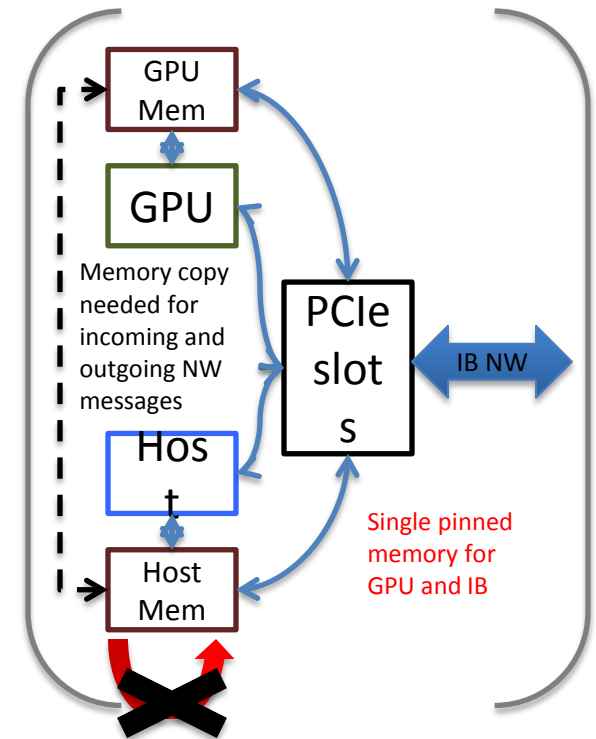 GPU
Mem
GPU
Memory copy
needed for
incoming and
outgoing NW
messages
PCIe
slot
s
IB NW
Hos
t
Single pinned
memory for
GPU and IB
Host
Mem